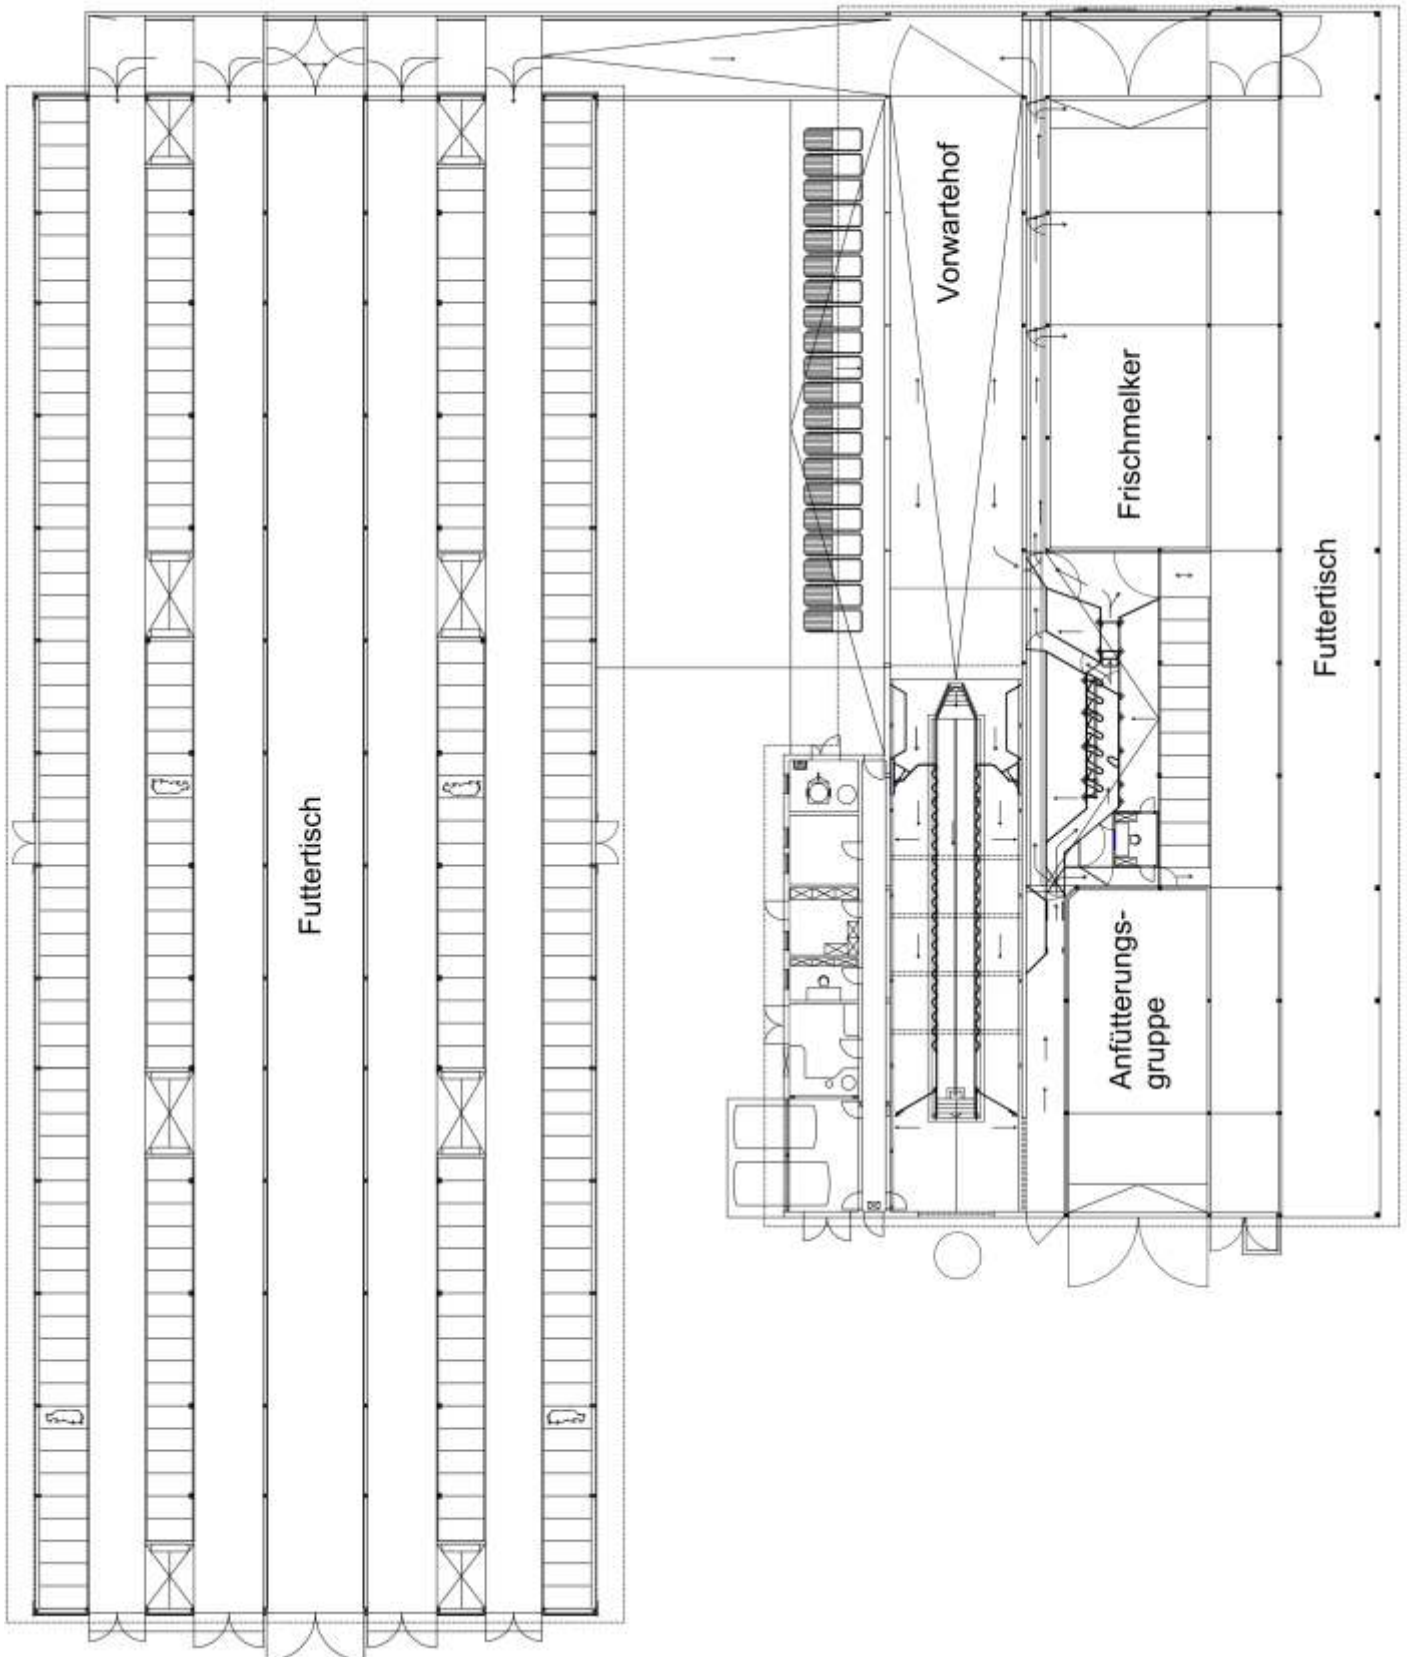 Futtertisch
Vorwartehof
Frischmelker
Anfütterungs-
gruppe
Futtertisch